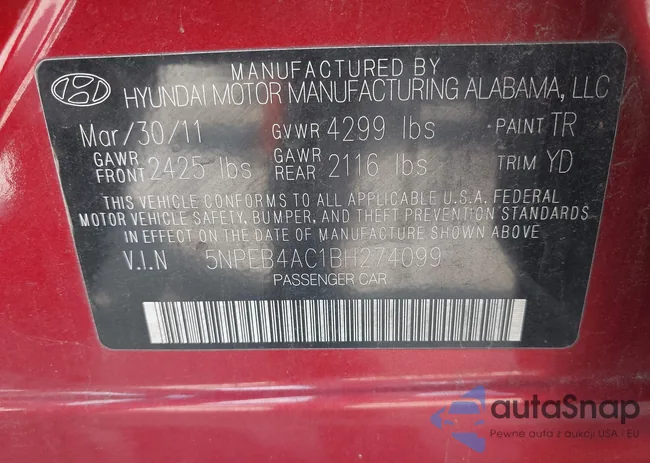 MANUFACTURED BY
HYUNDAI MOTOR MANUFACTURING ALABAMA, LLC
Mar/30/11 GVWR 4299 lbs PAINT TR
GAWR FRONT 2425 lbs GAWR REAR 2116 lbs TRIM YD
THIS VEHICLE CONFORMS TO ALL APPLICABLE U.S.A. FEDERAL
MOTOR VEHICLE SAFETY, BUMPER, AND THEFT PREVENTION STANDARDS
IN EFFECT ON THE DATE OF MANUFACTURE SHOWN ABOVE
V.I.N 5NPEB4AC1BH274099
PASSENGER CAR
autaSnap
Pewne auta z aukcji USA / EU